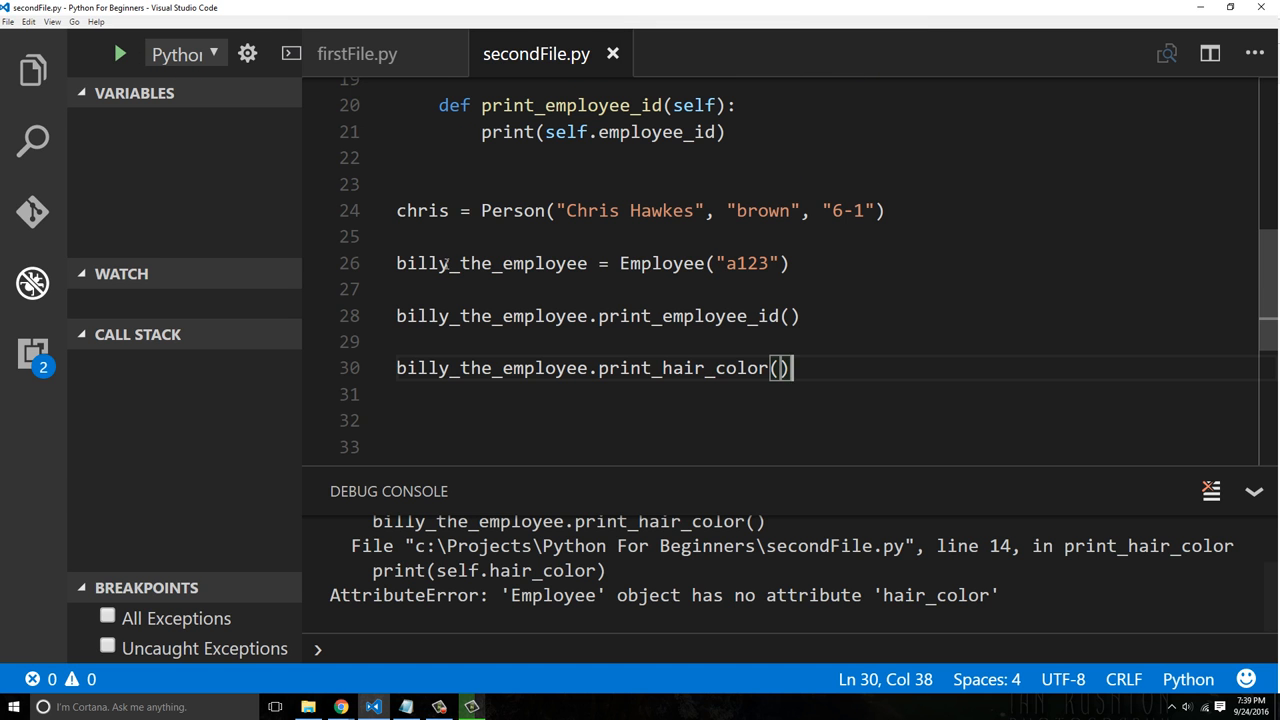 secondFile.py - Python For Beginners - Visual Studio Code
File Edit View Go Help
Python
firstFile.py
secondFile.py
VARIABLES
WATCH
CALL STACK
BREAKPOINTS
All Exceptions
Uncaught Exceptions
2
19
20 def print_employee_id(self):
21 print(self.employee_id)
22
23
24 chris = Person("Chris Hawkes", "brown", "6-1")
25
26 billy_the_employee = Employee("a123")
27
28 billy_the_employee.print_employee_id()
29
30 billy_the_employee.print_hair_color()
31
32
33
DEBUG CONSOLE
billy_the_employee.print_hair_color()
File "c:\Projects\Python For Beginners\secondFile.py", line 14, in print_hair_color
print(self.hair_color)
AttributeError: 'Employee' object has no attribute 'hair_color'
0 0 Ln 30, Col 38 Spaces: 4 UTF-8 CRLF Python
I'm Cortana. Ask me anything.
7:39 PM
9/24/2016